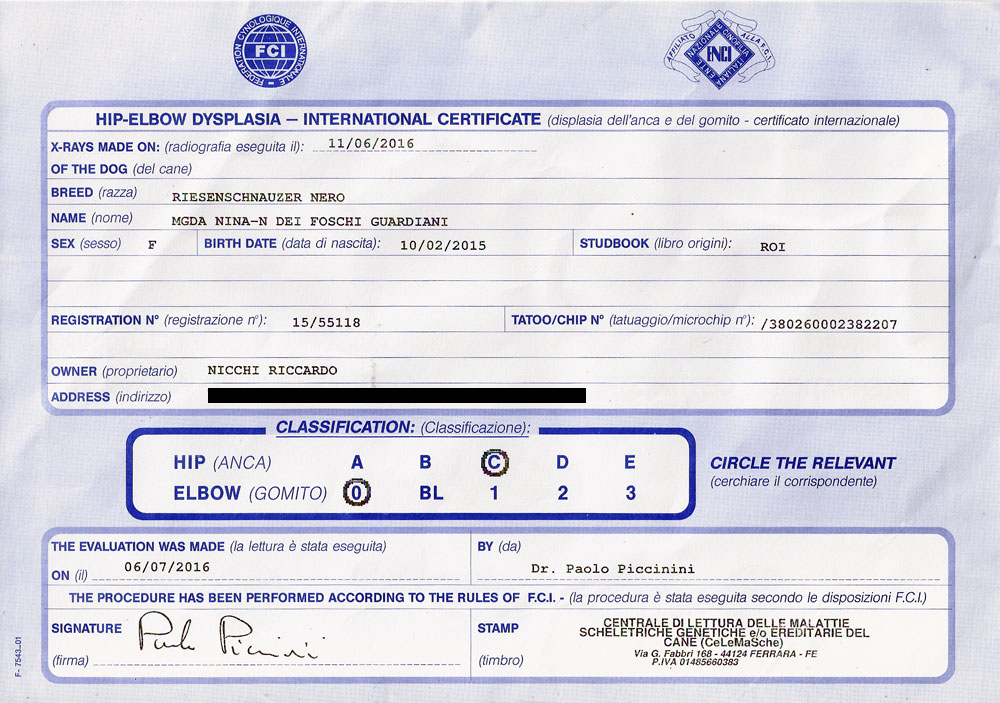 FEDERATION CYNOLOGIQUE INTERNATIONALE
FCI
AFFILIATO ALLA F.C.I.
ENTE NAZIONALE CINOFILIA ITALIANA
ENCI
HIP-ELBOW DYSPLASIA – INTERNATIONAL CERTIFICATE (displasia dell'anca e del gomito - certificato internazionale)
X-RAYS MADE ON: (radiografia eseguita il): 11/06/2016
OF THE DOG (del cane)
BREED (razza) RIESENSCHNAUZER NERO
NAME (nome) MGDA NINA-N DEI FOSCHI GUARDIANI
SEX (sesso) F BIRTH DATE (data di nascita): 10/02/2015 STUDBOOK (libro origini): ROI
REGISTRATION N° (registrazione n°): 15/55118 TATOO/CHIP N° (tatuaggio/microchip n°): /380260002382207
OWNER (proprietario) NICCHI RICCARDO
ADDRESS (indirizzo)
CLASSIFICATION: (Classificazione):
HIP (ANCA) A B C D E
ELBOW (GOMITO) 0 BL 1 2 3
CIRCLE THE RELEVANT
(cerchiare il corrispondente)
THE EVALUATION WAS MADE (la lettura è stata eseguita) BY (da)
ON (il) 06/07/2016 Dr. Paolo Piccinini
THE PROCEDURE HAS BEEN PERFORMED ACCORDING TO THE RULES OF F.C.I. - (la procedura è stata eseguita secondo le disposizioni F.C.I.)
SIGNATURE Paolo Piccinini STAMP
(firma) (timbro)
CENTRALE DI LETTURA DELLE MALATTIE
SCHELETRICHE GENETICHE e/o EREDITARIE DEL
CANE (CeLeMaSche)
Via G. Fabbri 168 - 44124 FERRARA - FE
P.IVA 01485660383
F- 7543_01